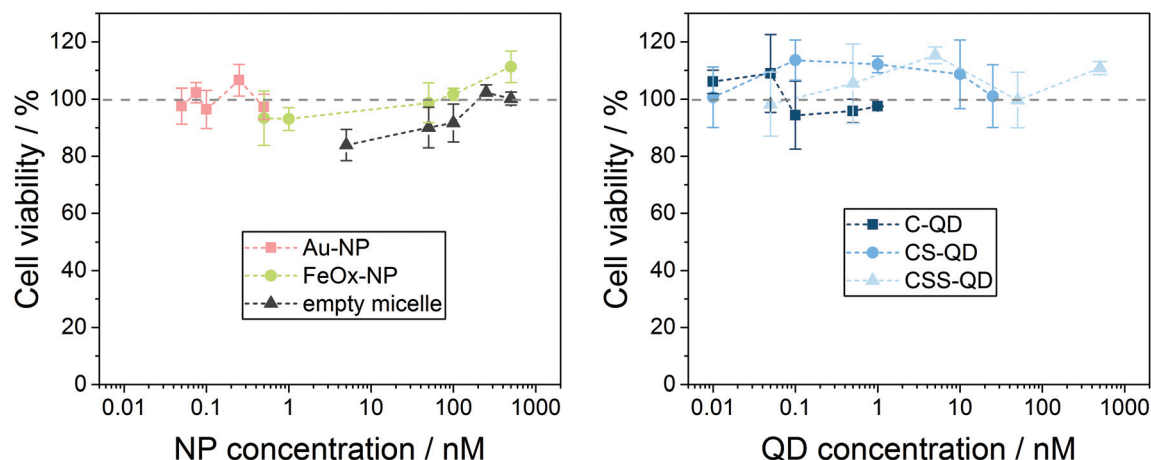 120
100
80
60
40
20
0
Cell viability / %
Au-NP
FeOx-NP
empty micelle
0.01 0.1 1 10 100 1000
NP concentration / nM
120
100
80
60
40
20
0
Cell viability / %
C-QD
CS-QD
CSS-QD
0.01 0.1 1 10 100 1000
QD concentration / nM